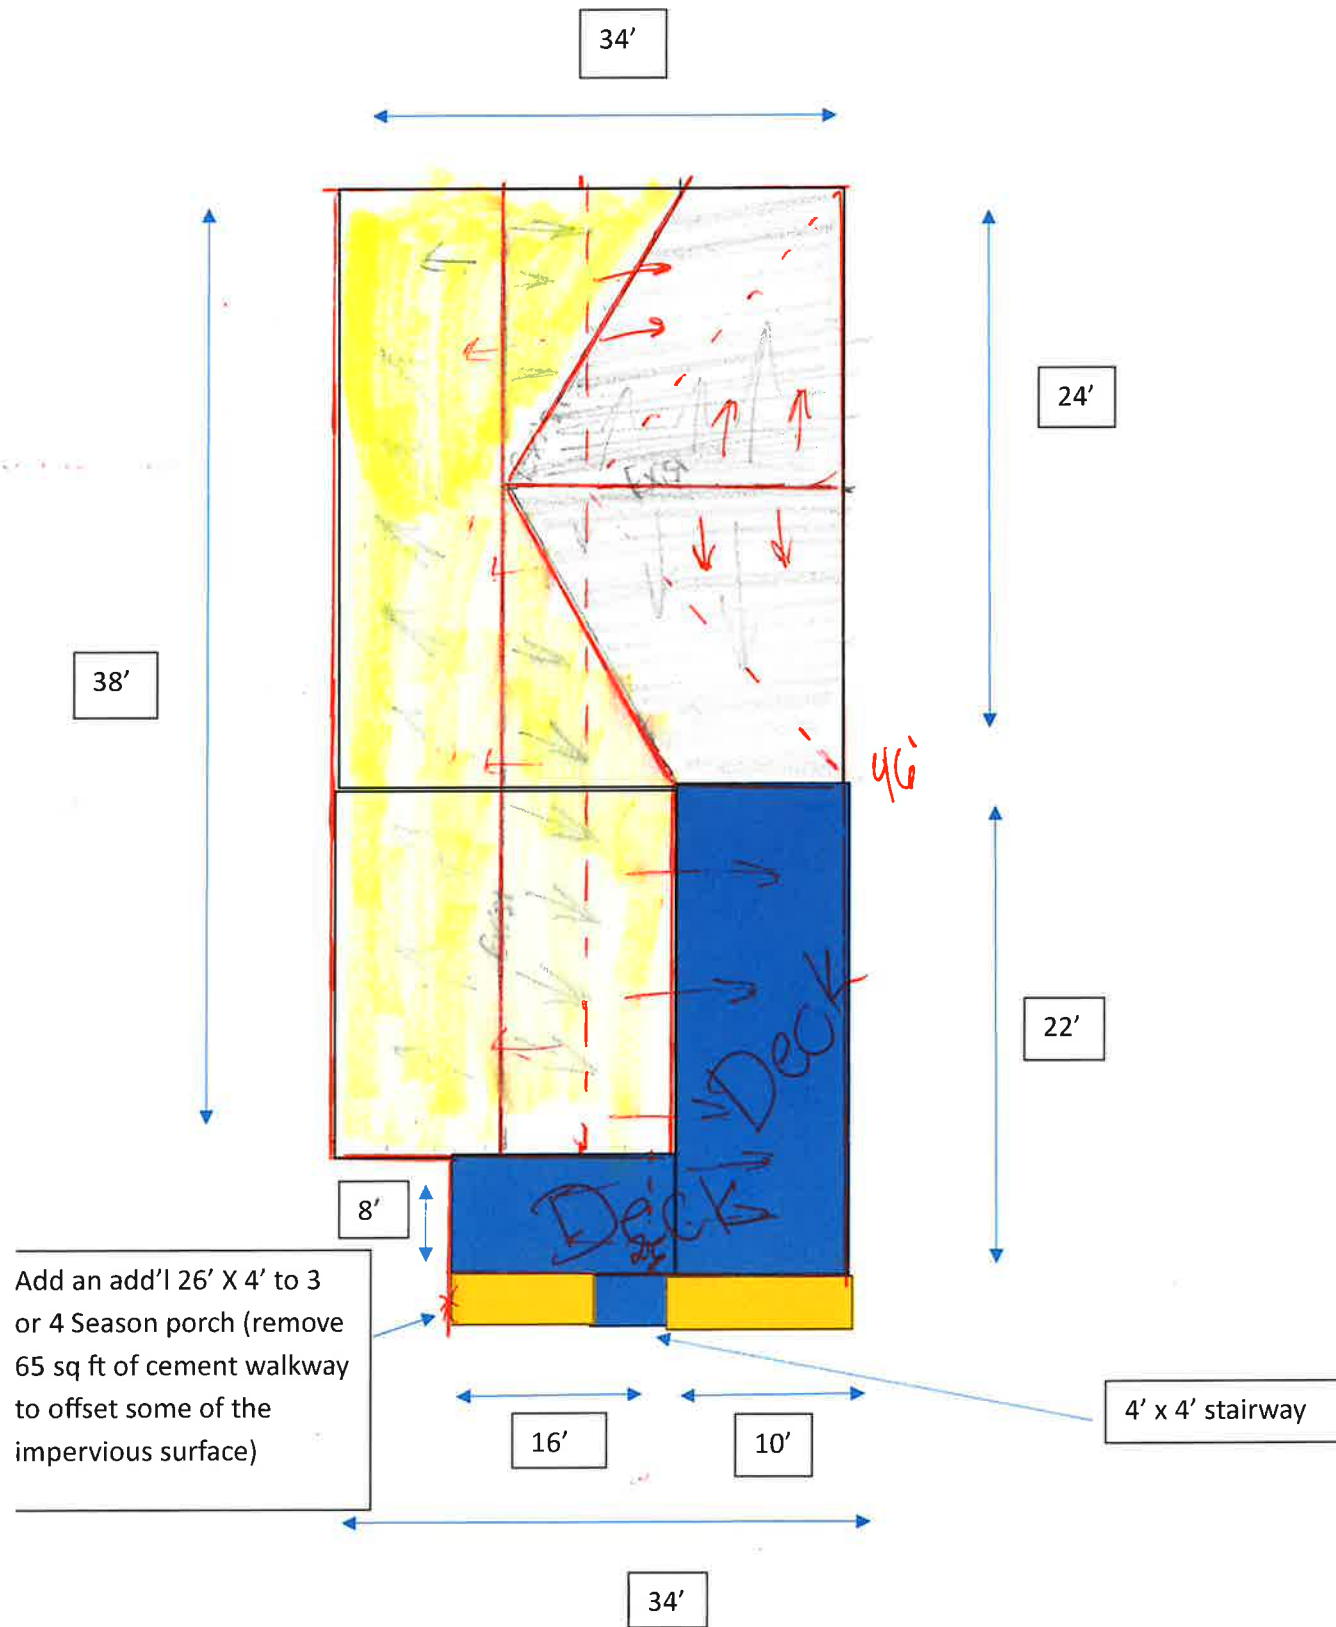 34’
24’
Exist
46'
38’
Exist
22’
Deck
8’
Deck
Add an add’l 26’ X 4’ to 3
or 4 Season porch (remove
65 sq ft of cement walkway
to offset some of the
impervious surface)
4’ x 4’ stairway
16’
10’
34’